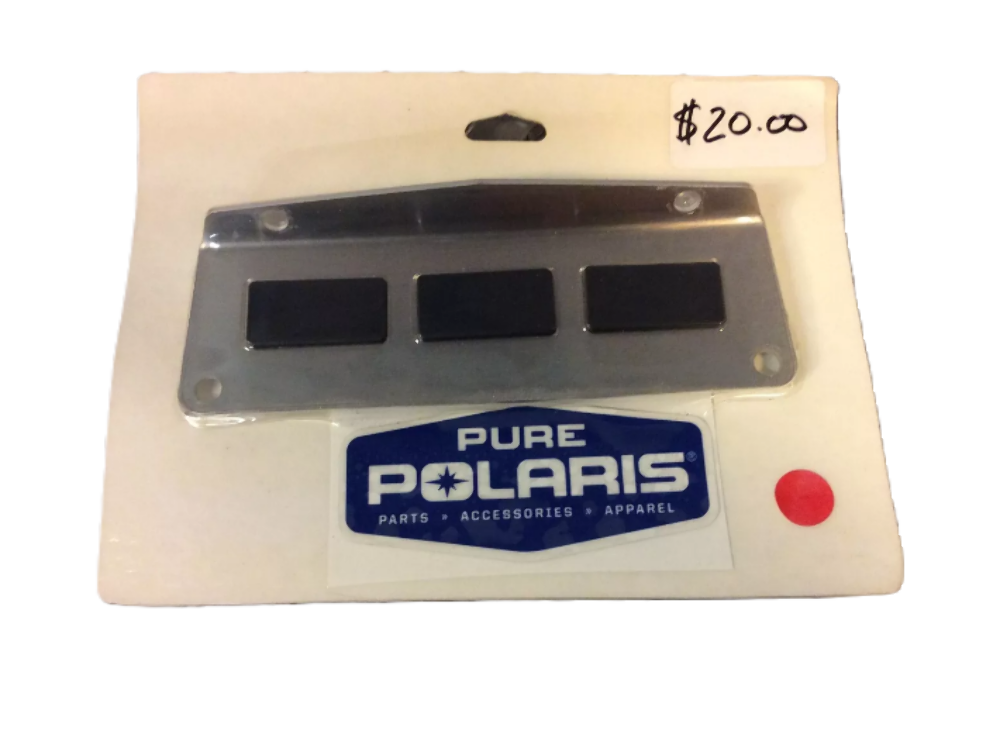 $20.00
PURE
POLARIS®
PARTS » ACCESSORIES » APPAREL